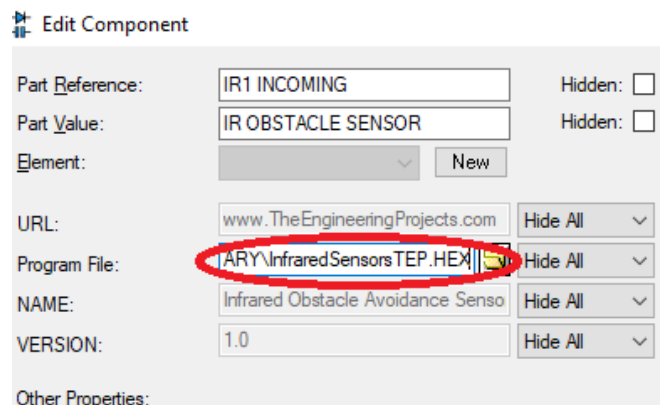 Edit Component
Part Reference: IR1 INCOMING Hidden:
Part Value: IR OBSTACLE SENSOR Hidden:
Element: New
URL: www.TheEngineeringProjects.com Hide All
Program File: ARY\InfraredSensorsTEP.HEX Hide All
NAME: Infrared Obstacle Avoidance Senso Hide All
VERSION: 1.0 Hide All
Other Properties: